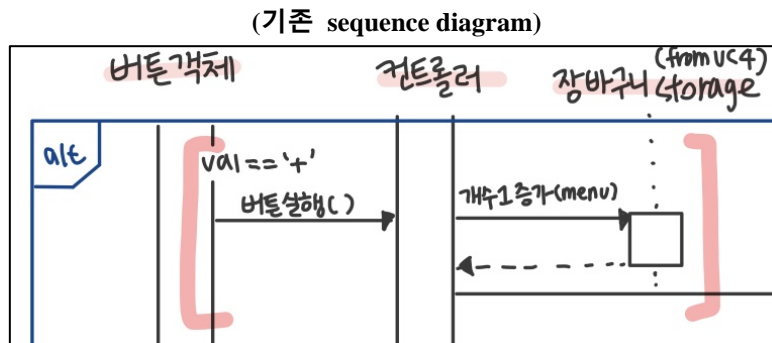 (기존 sequence diagram)
버튼객체
컨트롤러
(from UC4)
장바구니 storage
alt
val == '+'
버튼실행( )
개수1증가(menu)